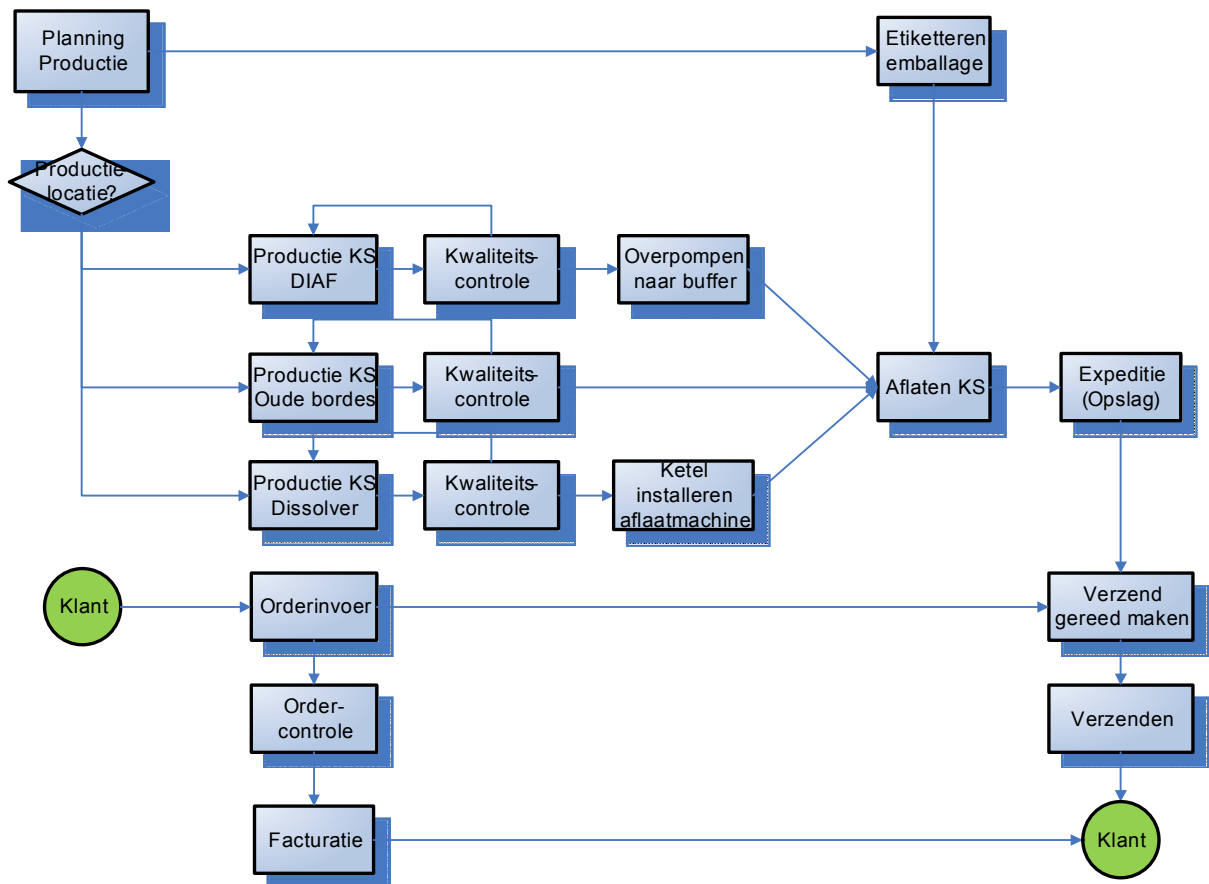 Planning
Productie
Etiketteren
emballage
Productie
locatie?
Productie KS
DIAF
Kwaliteits-
controle
Overpompen
naar buffer
Productie KS
Oude bordes
Kwaliteits-
controle
Aflaten KS
Expeditie
(Opslag)
Productie KS
Dissolver
Kwaliteits-
controle
Ketel
installeren
aflaatmachine
Klant
Orderinvoer
Verzend
gereed maken
Order-
controle
Verzenden
Facturatie
Klant